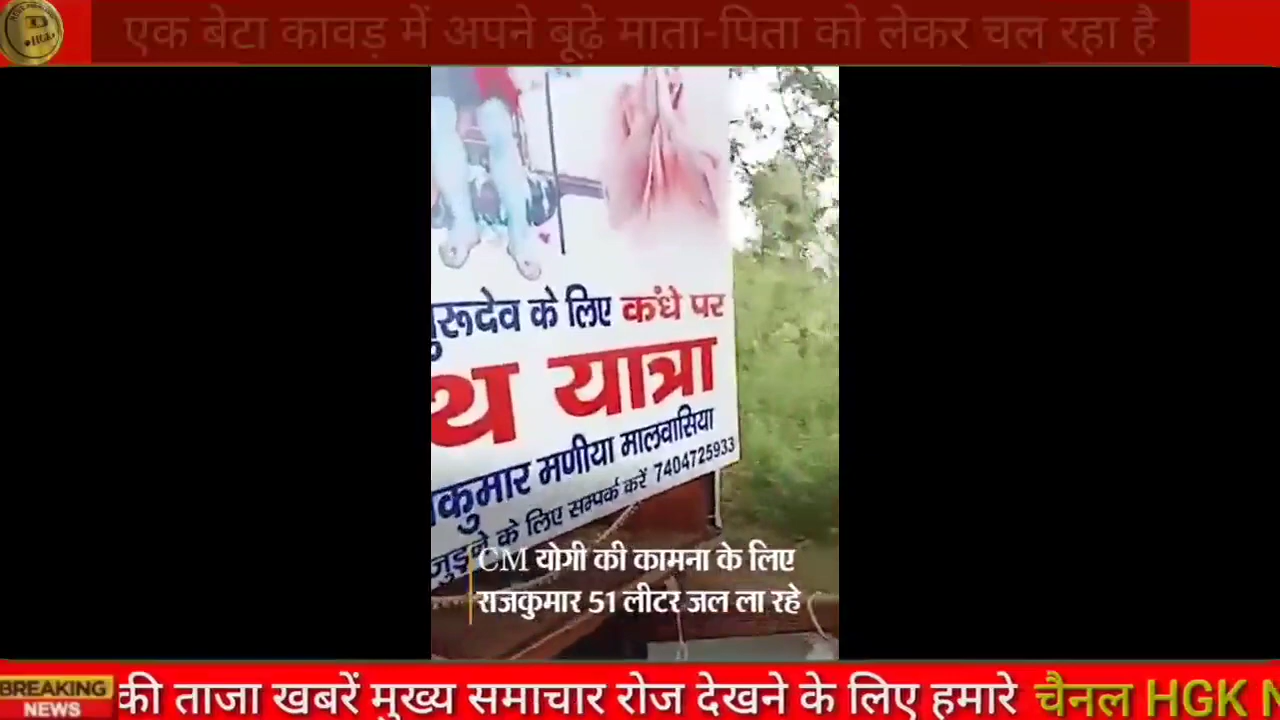 एक बेटा कावड़ में अपने बूढ़े माता-पिता को लेकर चल रहा है
के लिए कंधे पर
यात्रा
मणीया मालवासिया
के लिए सम्पर्क करें 7404725933
CM योगी की कामना के लिए
राजकुमार 51 लीटर जल ला रहे
BREAKING
NEWS
की ताजा खबरें मुख्य समाचार रोज देखने के लिए हमारे चैनल HGK